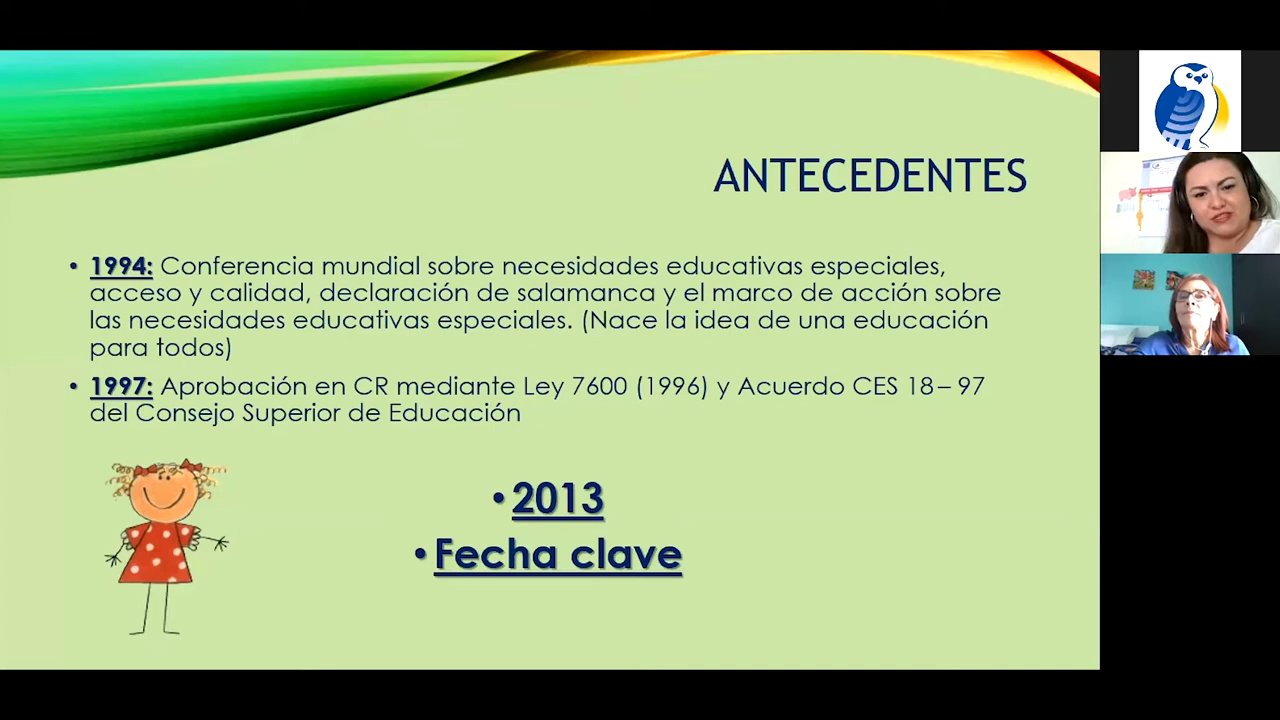 ANTECEDENTES
• 1994: Conferencia mundial sobre necesidades educativas especiales,
acceso y calidad, declaración de salamanca y el marco de acción sobre
las necesidades educativas especiales. (Nace la idea de una educación
para todos)
• 1997: Aprobación en CR mediante Ley 7600 (1996) y Acuerdo CES 18– 97
del Consejo Superior de Educación
• 2013
• Fecha clave